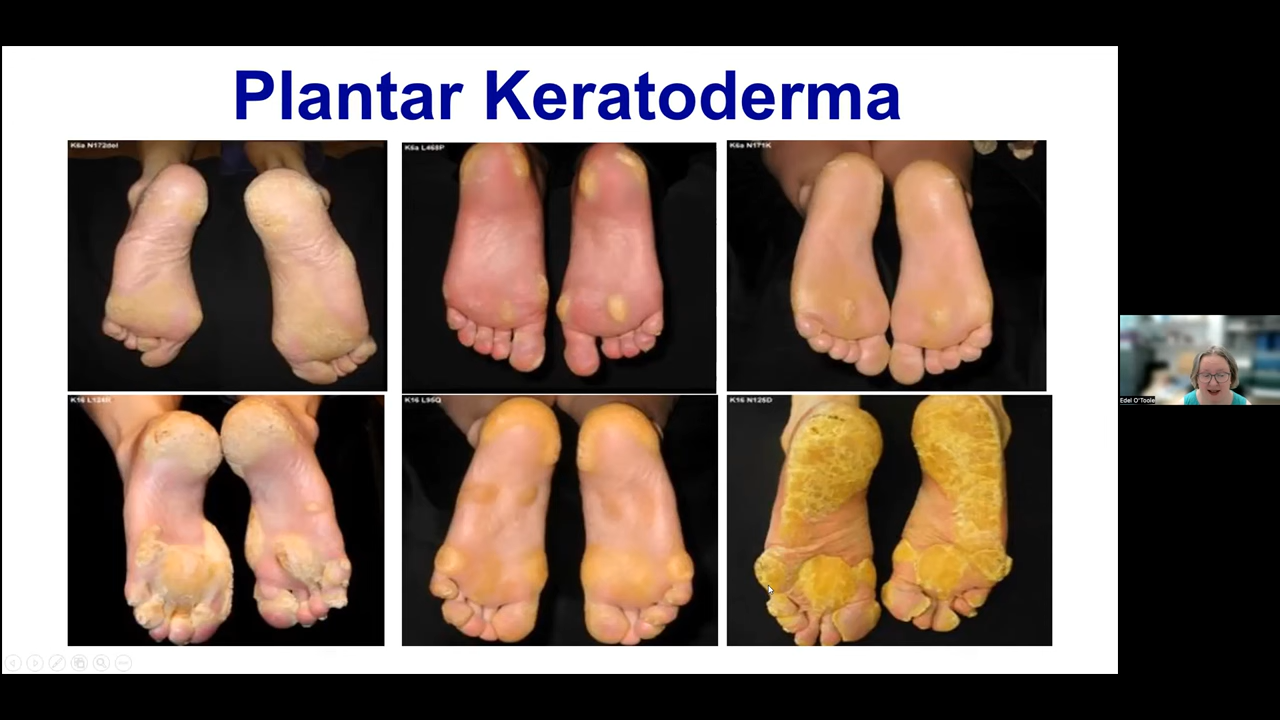 Plantar Keratoderma
K6a N172del
K6a L468P
K6a N171K
K16 L124R
K16 L95Q
K16 N125D
Edel O'Toole